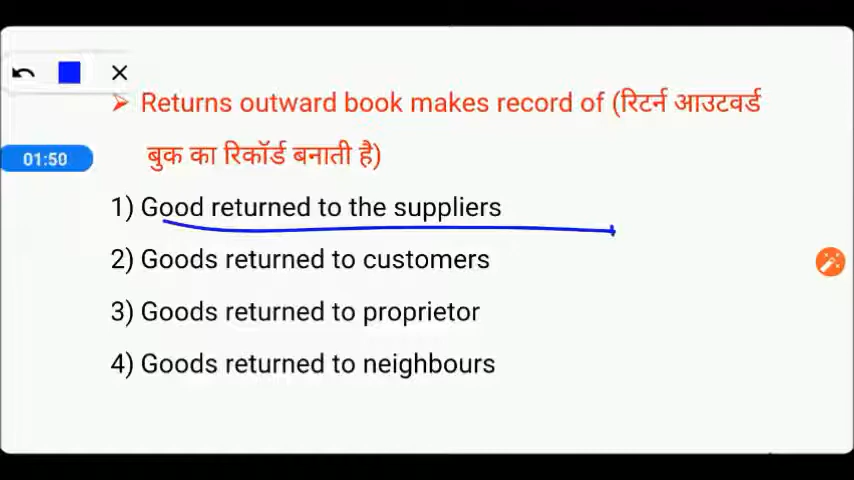 ➤ Returns outward book makes record of (रिटर्न आउटवर्ड
बुक का रिकॉर्ड बनाती है)
01:50
1) Good returned to the suppliers
2) Goods returned to customers
3) Goods returned to proprietor
4) Goods returned to neighbours